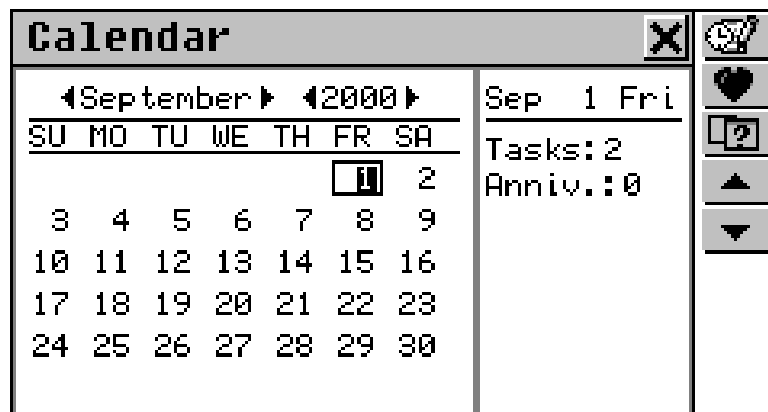 Calendar
September 2000
SU MO TU WE TH FR SA
1 2
3 4 5 6 7 8 9
10 11 12 13 14 15 16
17 18 19 20 21 22 23
24 25 26 27 28 29 30
Sep 1 Fri
Tasks:2
Anniv.:0
?